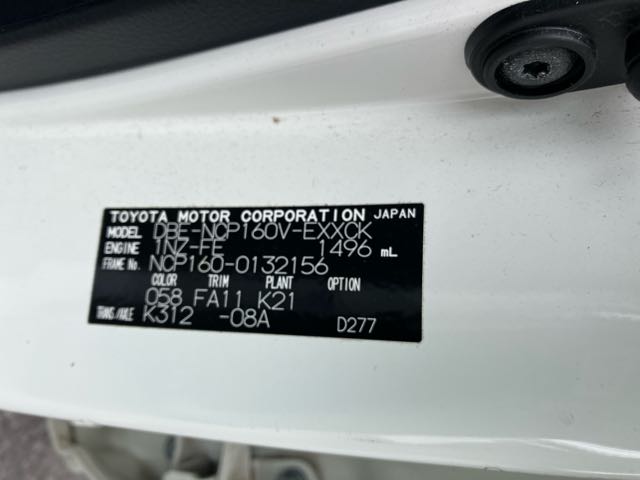 TOYOTA MOTOR CORPORATION JAPAN
MODEL DBE-NCP160V-EXXCK
ENGINE 1NZ-FE 1496 mL
FRAME No. NCP160-0132156
COLOR TRIM PLANT OPTION
058 FA11 K21
TRANS/AXLE K312 -08A D277